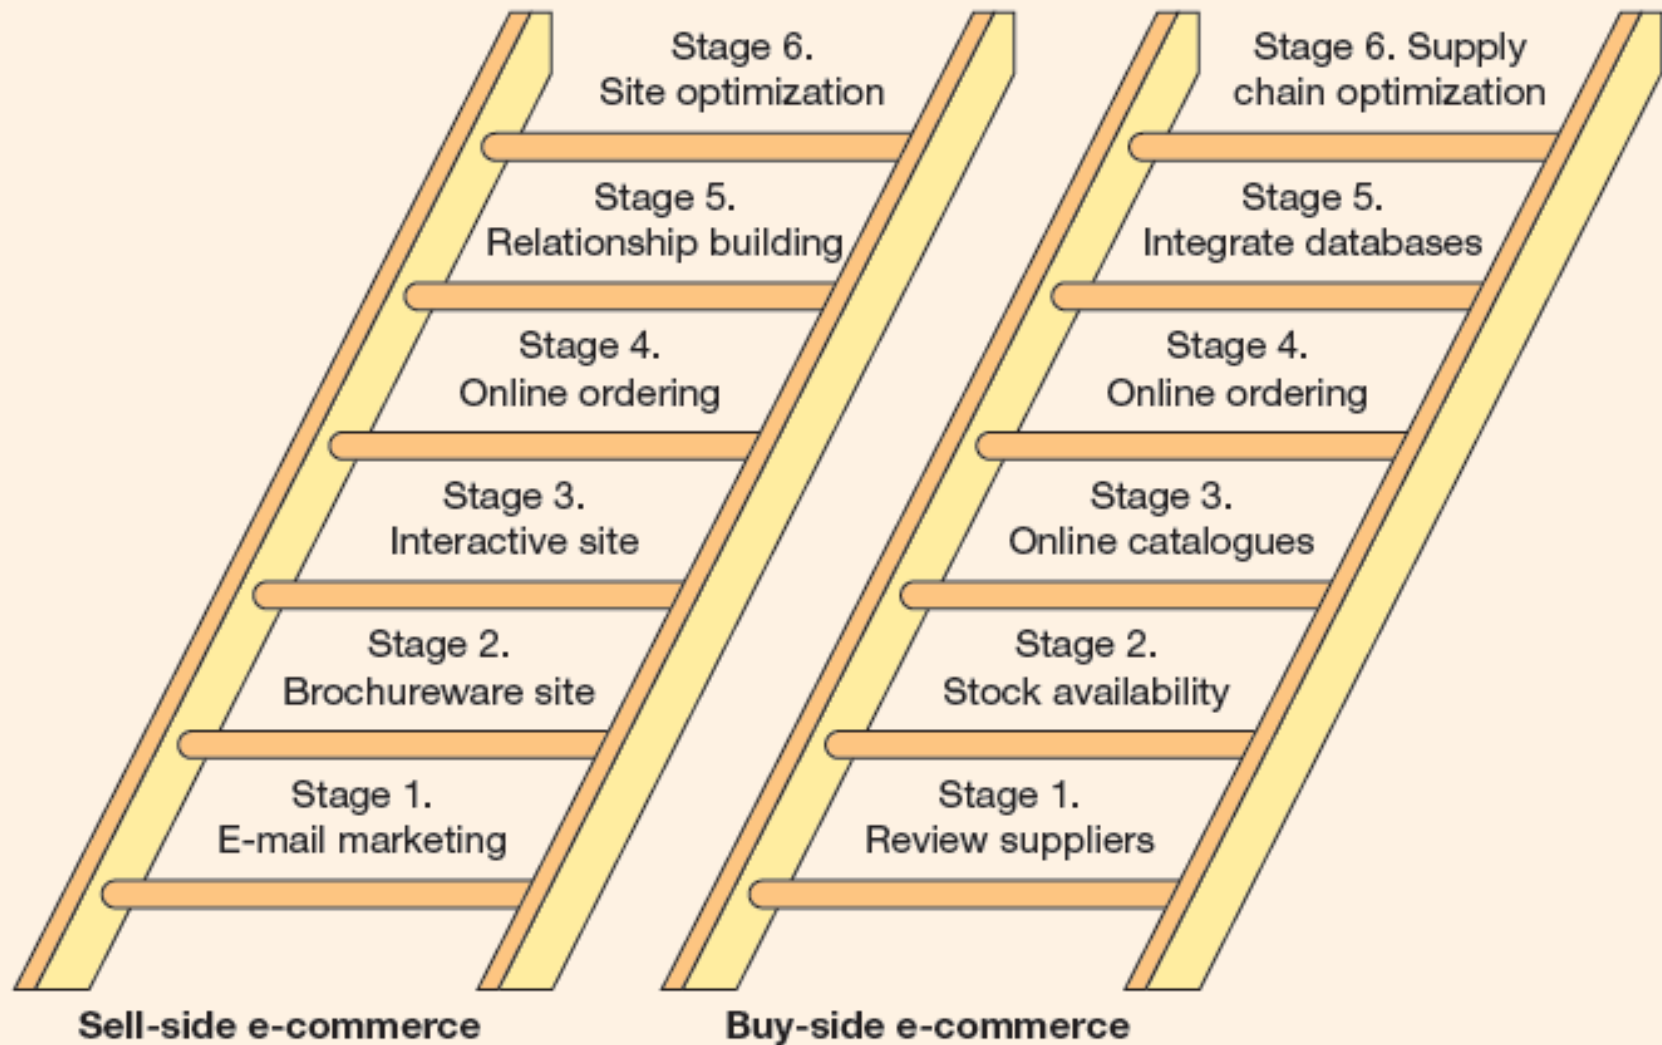 Stage 6.
Site optimization
Stage 5.
Relationship building
Stage 4.
Online ordering
Stage 3.
Interactive site
Stage 2.
Brochureware site
Stage 1.
E-mail marketing
Sell-side e-commerce
Stage 6. Supply
chain optimization
Stage 5.
Integrate databases
Stage 4.
Online ordering
Stage 3.
Online catalogues
Stage 2.
Stock availability
Stage 1.
Review suppliers
Buy-side e-commerce